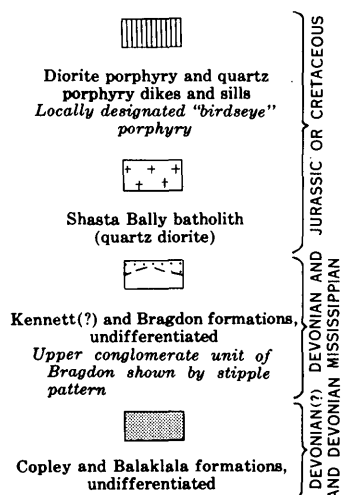 Diorite porphyry and quartz
porphyry dikes and sills
Locally designated “birdseye”
porphyry
Shasta Bally batholith
(quartz diorite)
JURASSIC OR CRETACEOUS
Kennett(?) and Bragdon formations,
undifferentiated
Upper conglomerate unit of
Bragdon shown by stipple
pattern
DEVONIAN AND
MISSISSIPPIAN
Copley and Balaklala formations,
undifferentiated
DEVONIAN(?)
AND DEVONIAN